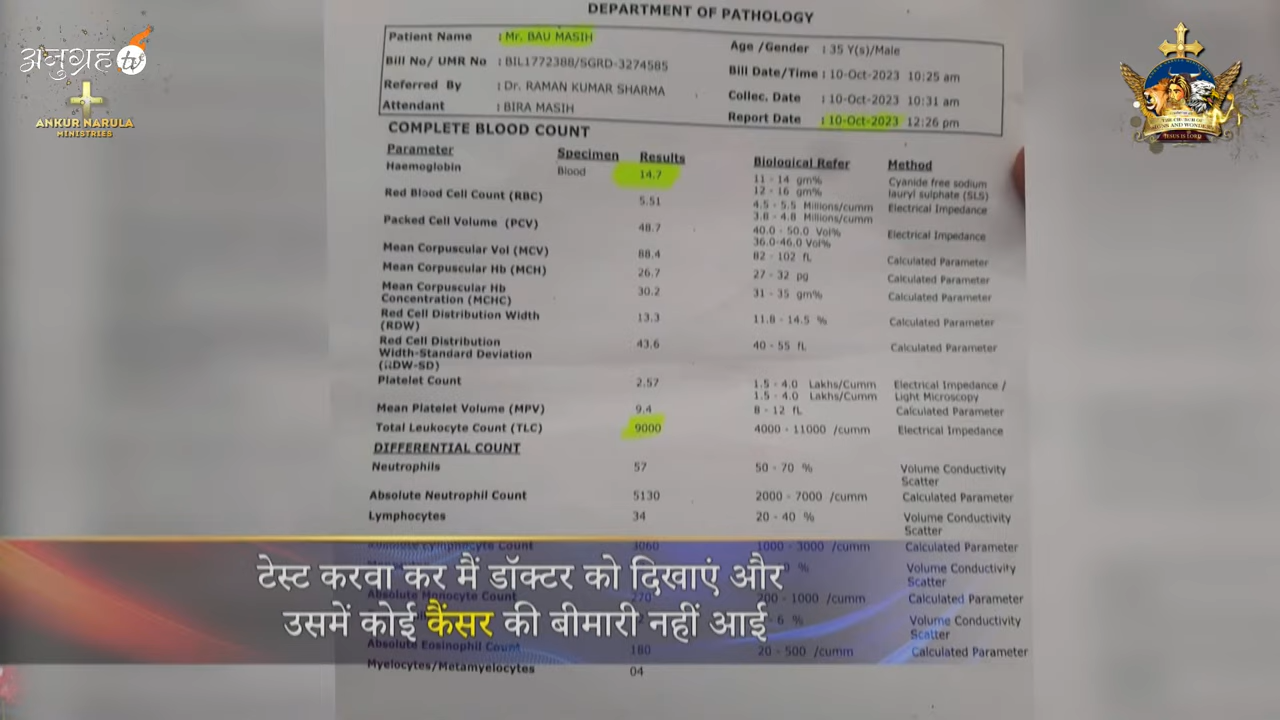 अनुग्रह tv
ANKUR NARULA
MINISTRIES
JESUS IS LORD
DEPARTMENT OF PATHOLOGY
Patient Name : Mr. BAU MASIH
Age /Gender : 35 Y(s)/Male
Bill No/ UMR No : BIL1772388/SGRD-3274585
Bill Date/Time : 10-Oct-2023 10:25 am
Referred By : Dr. RAMAN KUMAR SHARMA
Collec. Date : 10-Oct-2023 10:31 am
Attendant : BIRA MASIH
Report Date : 10-Oct-2023 12:26 pm
COMPLETE BLOOD COUNT
Parameter Specimen Results Biological Refer Method
Haemoglobin Blood 14.7 11 - 14 gm% Cyanide free sodium
12 - 16 gm% lauryl sulphate (SLS)
Red Blood Cell Count (RBC) 5.51 4.5 - 5.5 Millions/cumm Electrical Impedance
3.8 - 4.8 Millions/cumm
Packed Cell Volume (PCV) 48.7 40.0 - 50.0 Vol% Electrical Impedance
36.0-46.0 Vol%
Mean Corpuscular Vol (MCV) 88.4 82 - 102 fL Calculated Parameter
Mean Corpuscular Hb (MCH) 26.7 27 - 32 pg Calculated Parameter
Mean Corpuscular Hb 30.2 31 - 35 gm% Calculated Parameter
Concentration (MCHC)
Red Cell Distribution Width 13.3 11.8 - 14.5 % Calculated Parameter
(RDW)
Red Cell Distribution 43.6 40 - 55 fL Calculated Parameter
Width-Standard Deviation
(RDW-SD)
Platelet Count 2.57 1.5 - 4.0 Lakhs/Cumm Electrical Impedance /
1.5 - 4.0 Lakhs/Cumm Light Microscopy
Mean Platelet Volume (MPV) 9.4 8 - 12 fL Calculated Parameter
Total Leukocyte Count (TLC) 9000 4000 - 11000 /cumm Electrical Impedance
DIFFERENTIAL COUNT
Neutrophils 57 50 - 70 % Volume Conductivity
Scatter
Absolute Neutrophil Count 5130 2000 - 7000 /cumm Calculated Parameter
Lymphocytes 34 20 - 40 % Volume Conductivity
Scatter
Absolute Lymphocyte Count 3060 1000 - 3000 /cumm Calculated Parameter
% Volume Conductivity
Scatter
Absolute Monocyte Count 270 200 - 1000 /cumm Calculated Parameter
6 % Volume Conductivity
Scatter
Absolute Eosinophil Count 180 20 - 500 /cumm Calculated Parameter
Myelocytes/Metamyelocytes 04
टेस्ट करवा कर मैं डॉक्टर को दिखाएं और
उसमें कोई कैंसर की बीमारी नहीं आई